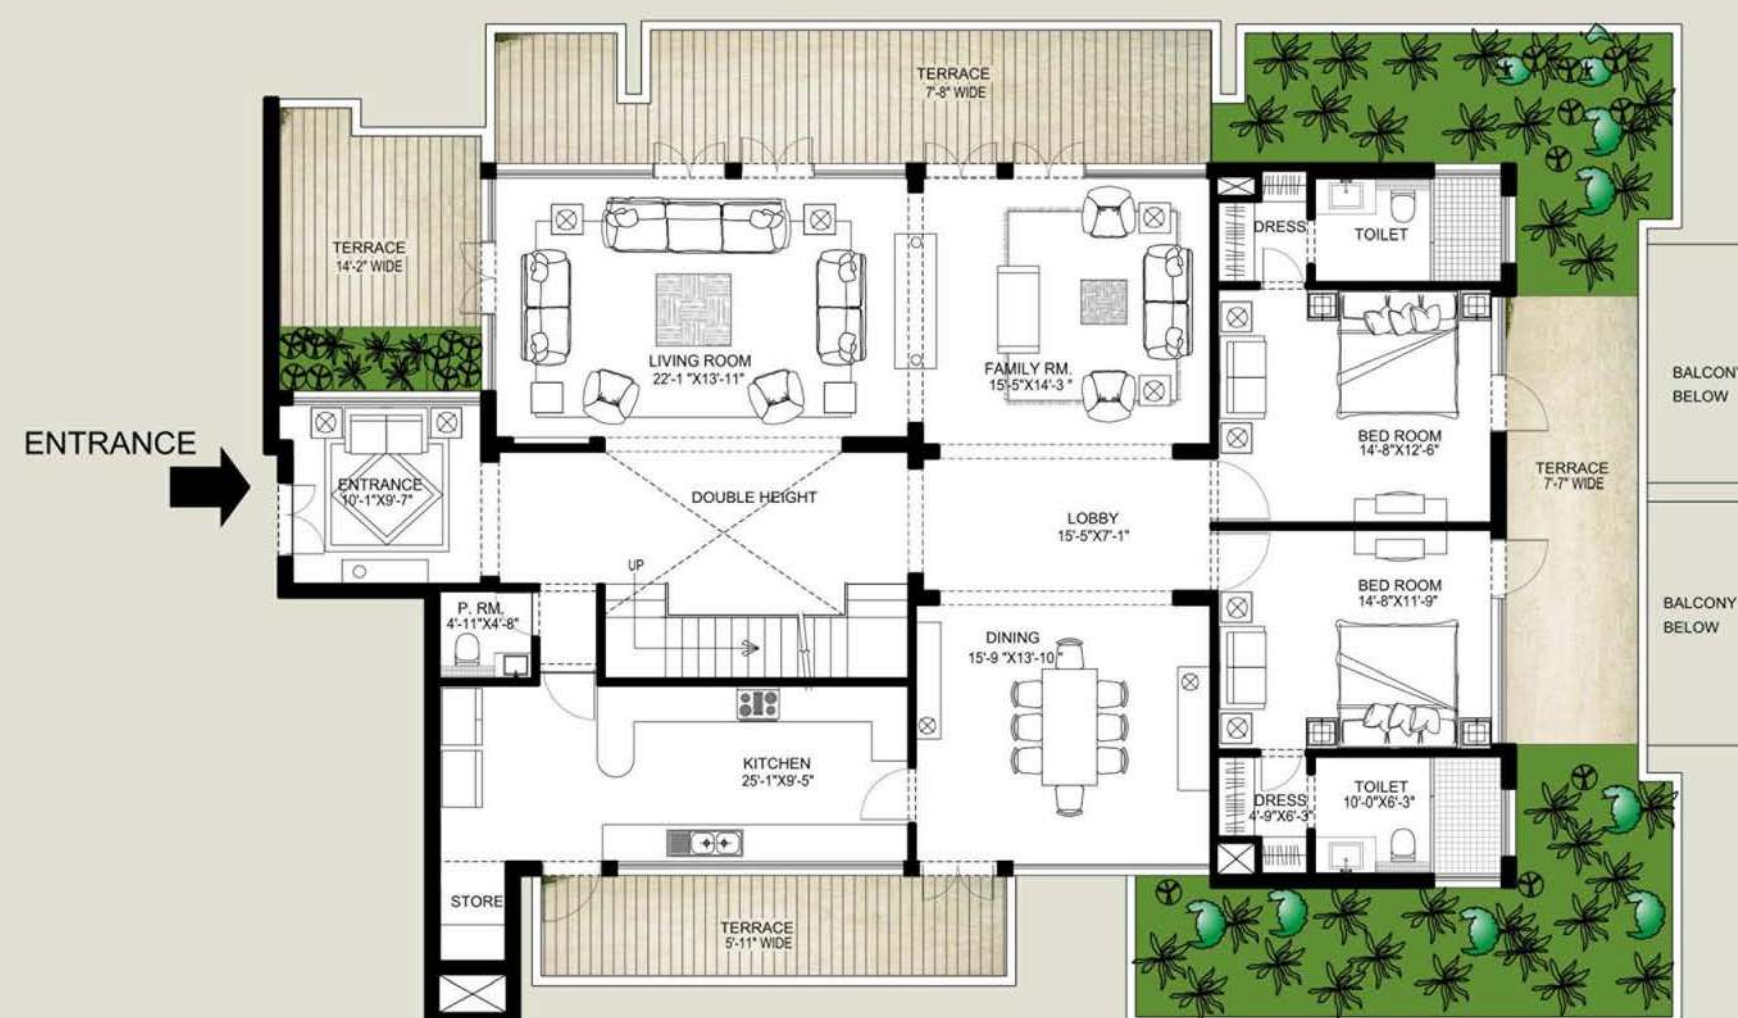 TERRACE
7'-8" WIDE
TERRACE
14'-2" WIDE
DRESS
TOILET
LIVING ROOM
22'-1 "X13'-11"
FAMILY RM.
15'-5"X14'-3 "
BALCONY
BELOW
ENTRANCE
ENTRANCE
10'-1"X9'-7"
DOUBLE HEIGHT
BED ROOM
14'-8"X12'-6"
TERRACE
7'-7" WIDE
LOBBY
15'-5"X7'-1"
UP
BED ROOM
14'-8"X11'-9"
P. RM.
4'-11"X4'-8"
BALCONY
BELOW
DINING
15'-9 "X13'-10 "
KITCHEN
25'-1"X9'-5"
DRESS
4'-9"X6'-3"
TOILET
10'-0"X6'-3"
STORE
TERRACE
5'-11" WIDE